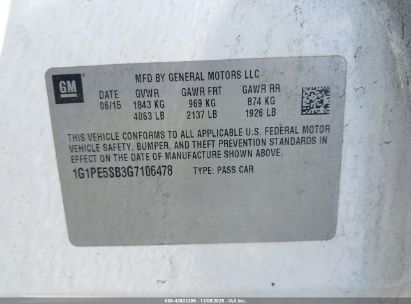 GM
MFD BY GENERAL MOTORS LLC
DATE GVWR GAWR FRT GAWR RR
06/15 1843 KG 969 KG 874 KG
4063 LB 2137 LB 1926 LB
THIS VEHICLE CONFORMS TO ALL APPLICABLE U.S. FEDERAL MOTOR
VEHICLE SAFETY, BUMPER, AND THEFT PREVENTION STANDARDS IN
EFFECT ON THE DATE OF MANUFACTURE SHOWN ABOVE.
1G1PE5SB3G7106478 TYPE: PASS CAR